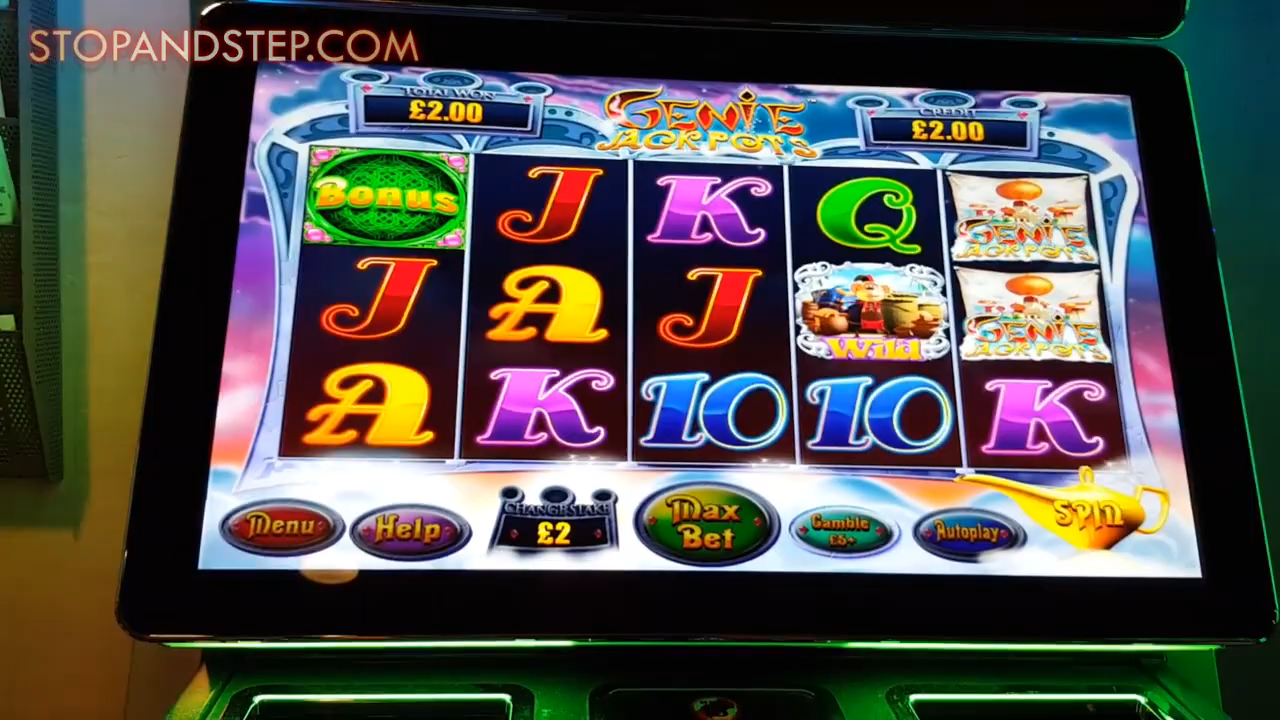 STOPANDSTEP.COM
TOTAL WON
£2.00
GENIE
JACKPOTS
™
CREDIT
£2.00
Bonus
J
K
Q
GENIE
JACKPOTS
J
A
J
Wild
GENIE
JACKPOTS
A
K
10
10
K
Menu
Help
CHANGE STAKE
£2
Max
Bet
Gamble
£5+
Autoplay
SPIN